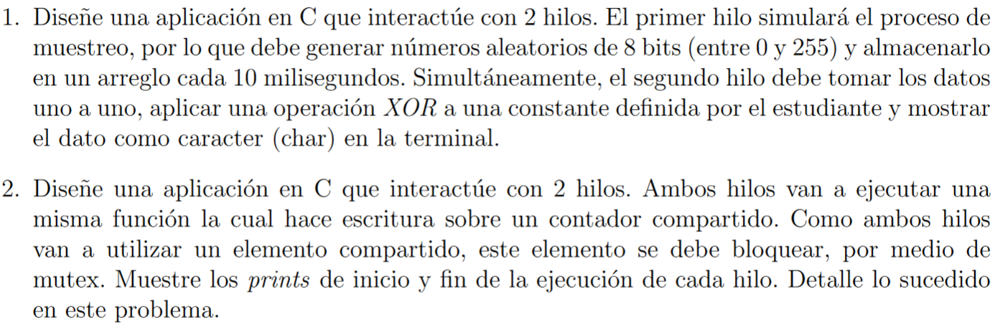 1. Diseñe una aplicación en C que interactúe con 2 hilos. El primer hilo simulará el proceso de
muestreo, por lo que debe generar números aleatorios de 8 bits (entre 0 y 255) y almacenarlo
en un arreglo cada 10 milisegundos. Simultáneamente, el segundo hilo debe tomar los datos
uno a uno, aplicar una operación XOR a una constante definida por el estudiante y mostrar
el dato como caracter (char) en la terminal.
2. Diseñe una aplicación en C que interactúe con 2 hilos. Ambos hilos van a ejecutar una
misma función la cual hace escritura sobre un contador compartido. Como ambos hilos
van a utilizar un elemento compartido, este elemento se debe bloquear, por medio de
mutex. Muestre los prints de inicio y fin de la ejecución de cada hilo. Detalle lo sucedido
en este problema.